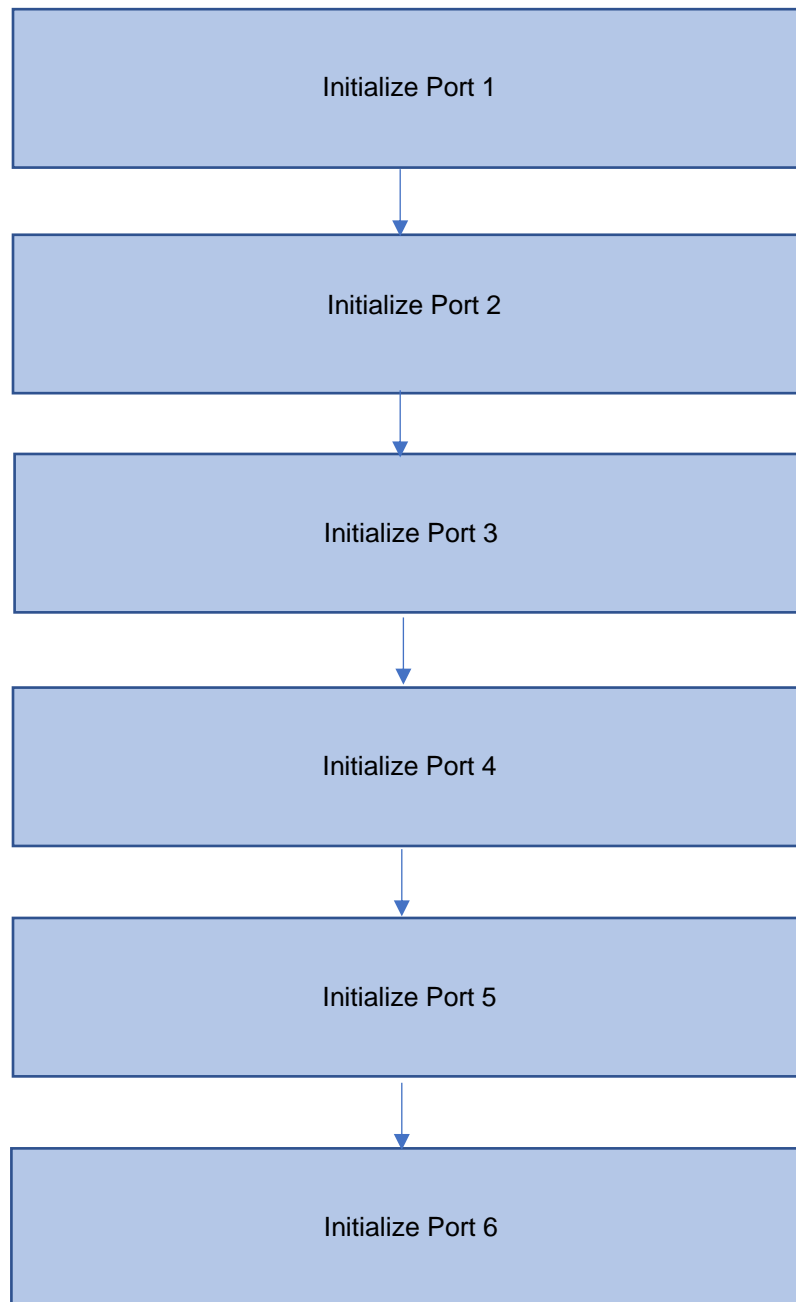 Initialize Port 1
Initialize Port 2
Initialize Port 3
Initialize Port 4
Initialize Port 5
Initialize Port 6